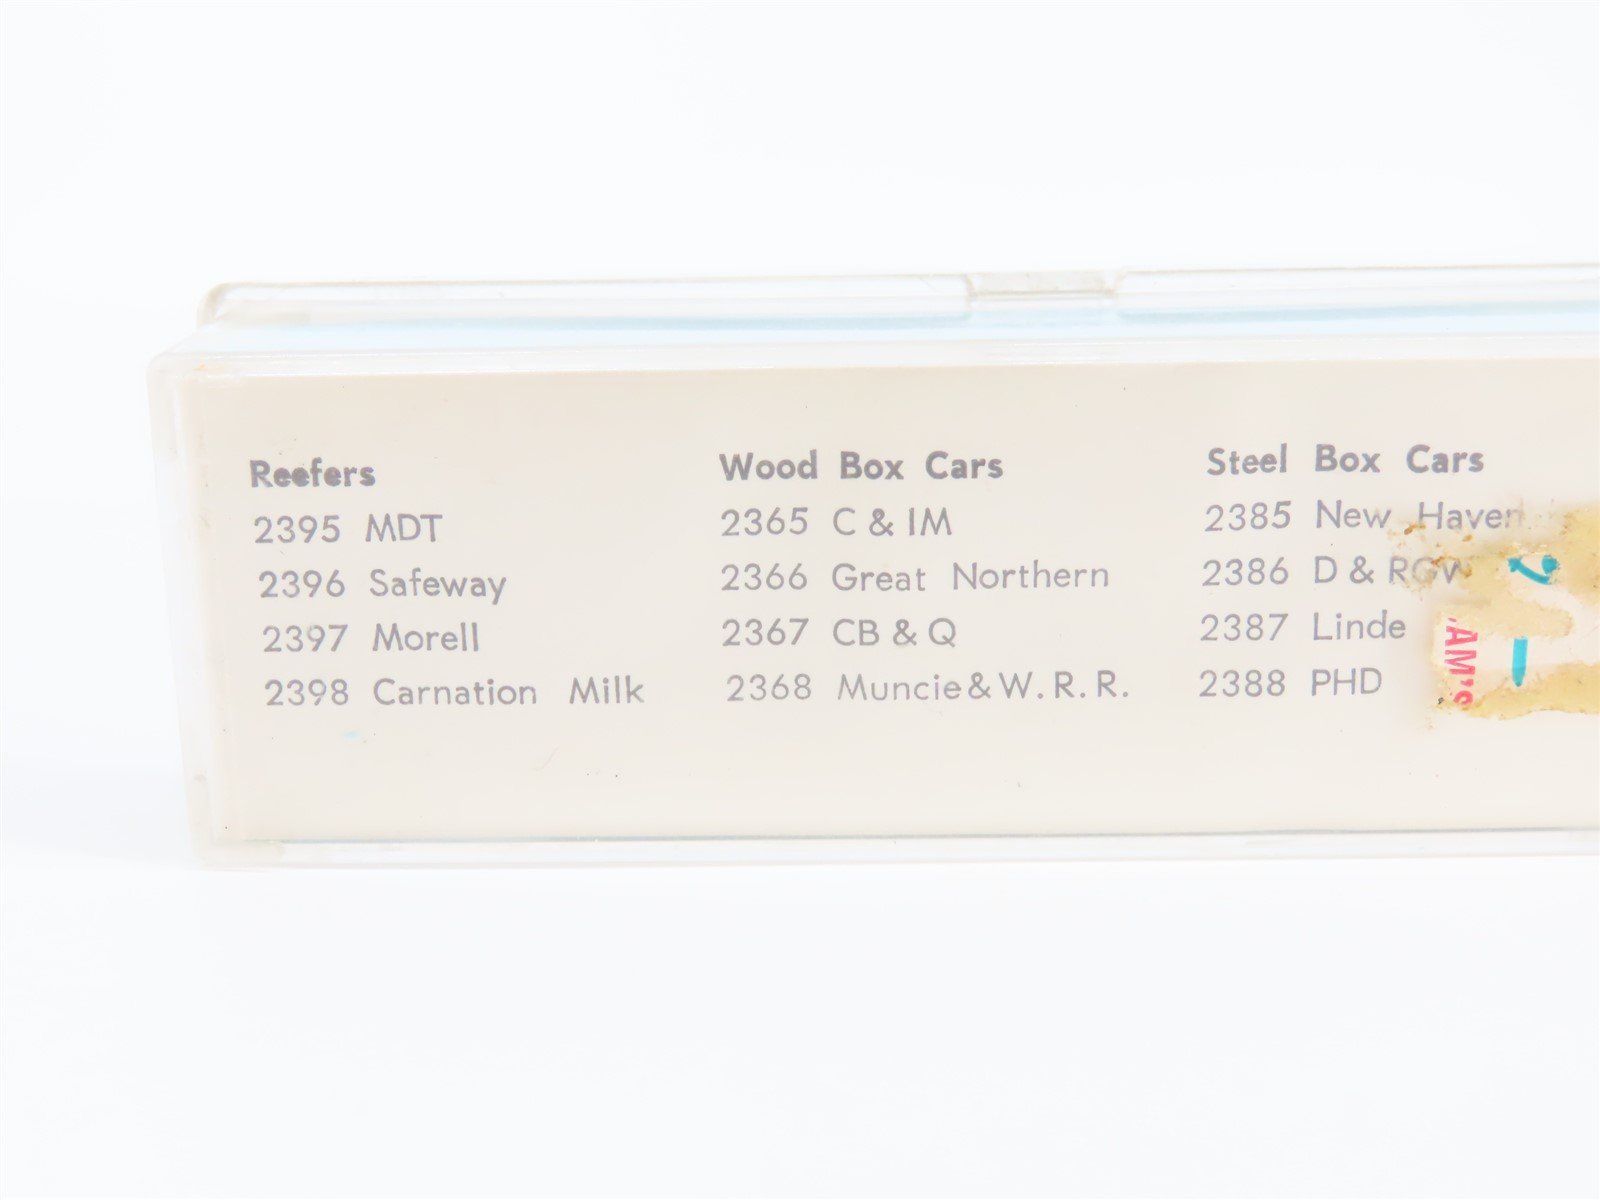 Reefers
2395 MDT
2396 Safeway
2397 Morell
2398 Carnation Milk
Wood Box Cars
2365 C & IM
2366 Great Northern
2367 CB & Q
2368 Muncie & W. R. R.
Steel Box Cars
2385 New Haven
2386 D & RGW
2387 Linde
2388 PHD
AM's